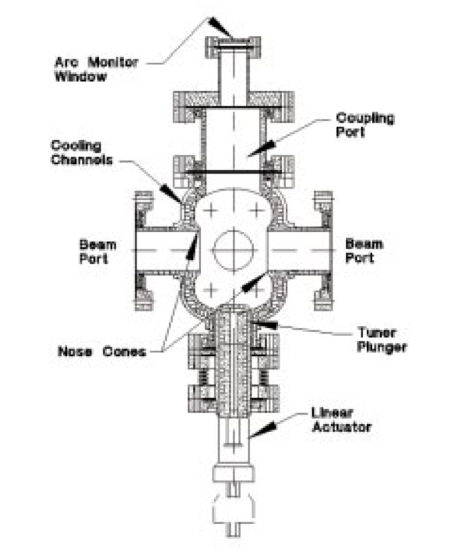 Arc Monitor
Window
Coupling
Port
Cooling
Channels
Beam
Port
Beam
Port
Nose Cones
Tuner
Plunger
Linear
Actuator